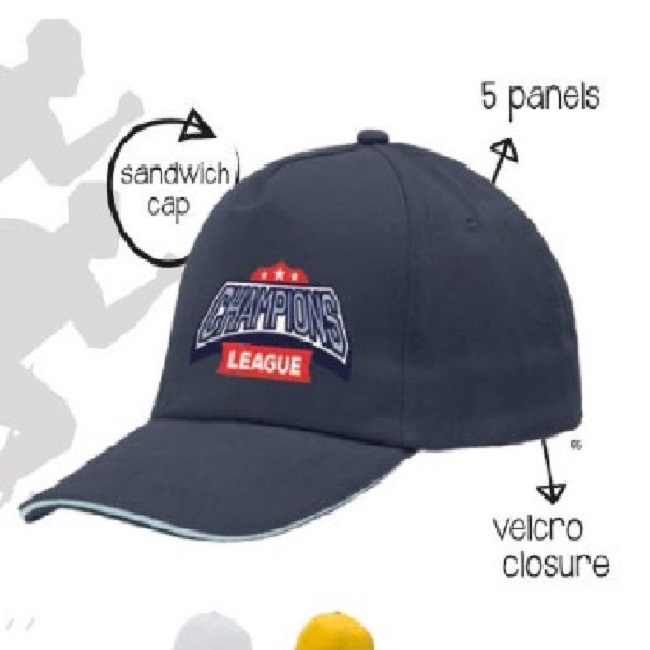 5 panels
sandwich
cap
CHAMPIONS
LEAGUE
velcro
closure